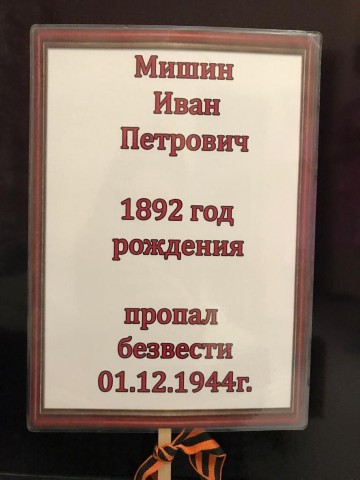 Мишин
Иван
Петрович
1892 год
рождения
пропал
безвести
01.12.1944г.